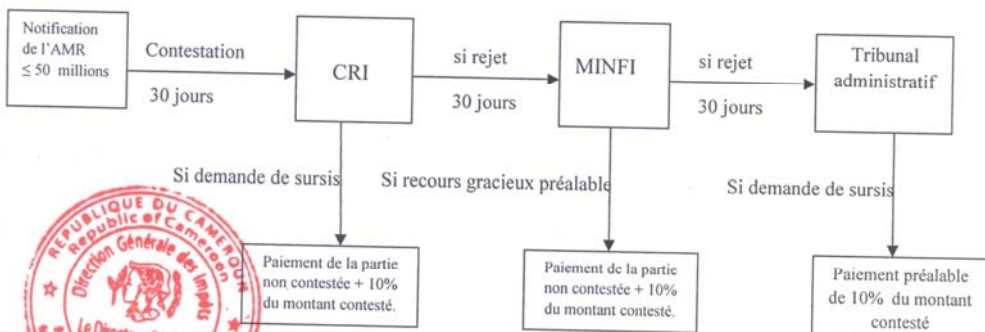 Notification
de l'AMR
≤ 50 millions
Contestation
30 jours
CRI
si rejet
30 jours
MINFI
si rejet
30 jours
Tribunal
administratif
Si demande de sursis
Si recours gracieux préalable
Si demande de sursis
Paiement de la partie
non contestée + 10%
du montant contesté.
Paiement de la partie
non contestée + 10%
du montant contesté.
Paiement préalable
de 10% du montant
contesté
REPUBLIQUE DU CAMEROUN
Republic of Cameroon
Direction Générale des Impôts
Le Directeur